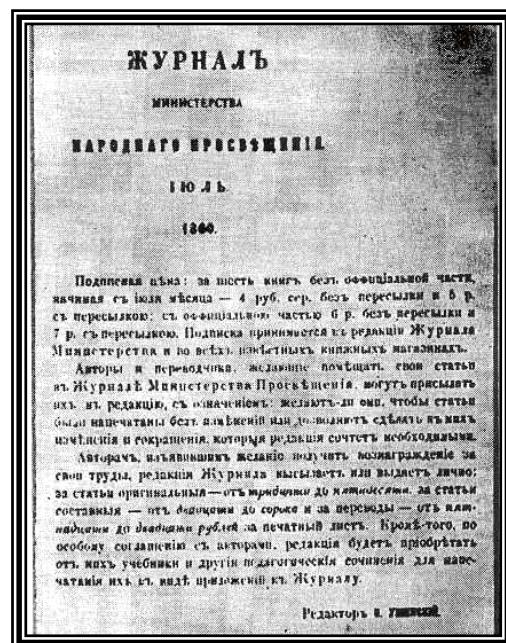 ЖУРНАЛЪ
МИНИСТЕРСТВА
НАРОДНАГО ПРОСВѢЩЕНІЯ.
ІЮЛЬ.
1860.
Подписная цѣна: за шесть книгъ безъ оффиціальной части,
начиная съ іюля мѣсяца — 4 руб. сер. безъ пересылки и 5 р.
съ пересылкою; съ оффиціальною частью 6 р. безъ пересылки и
7 р. съ пересылкою. Подписка принимается въ редакціи Журнала
Министерства и во всѣхъ извѣстныхъ книжныхъ магазинахъ.
Авторы и переводчики, желающіе помѣщать свои статьи
въ Журналѣ Министерства Просвѣщенія, могутъ присылать
ихъ въ редакцію, съ означеніемъ: желаютъ-ли они, чтобы статьи
были напечатаны безъ измѣненій или дозволяютъ сдѣлать въ нихъ
измѣненія и сокращенія, которыя редакція сочтетъ необходимыми.
Авторамъ, изъявившимъ желаніе получить вознагражденіе за
свои труды, редакція Журнала высылаетъ или выдаетъ лично:
за статьи оригинальныя — отъ тридцати до пятидесяти, за статьи
составныя — отъ двадцати до сорока и за переводы — отъ пят-
надцати до двадцати рублей за печатный листъ. Кромѣ-того, по
особому соглашенію съ авторами, редакція будетъ пріобрѣтать
отъ нихъ учебники и другія педагогическія сочиненія для напе-
чатанія ихъ въ видѣ приложеній къ Журналу.
Редакторъ К. Ушинскій.